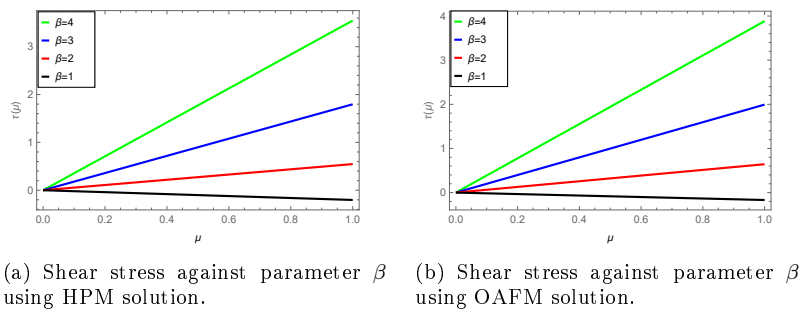 β=4
β=3
β=2
β=1
τ(μ)
3
2
1
0
0.0 0.2 0.4 0.6 0.8 1.0
μ
(a) Shear stress against parameter β
using HPM solution.
β=4
β=3
β=2
β=1
τ(μ)
4
3
2
1
0
0.0 0.2 0.4 0.6 0.8 1.0
μ
(b) Shear stress against parameter β
using OAFM solution.